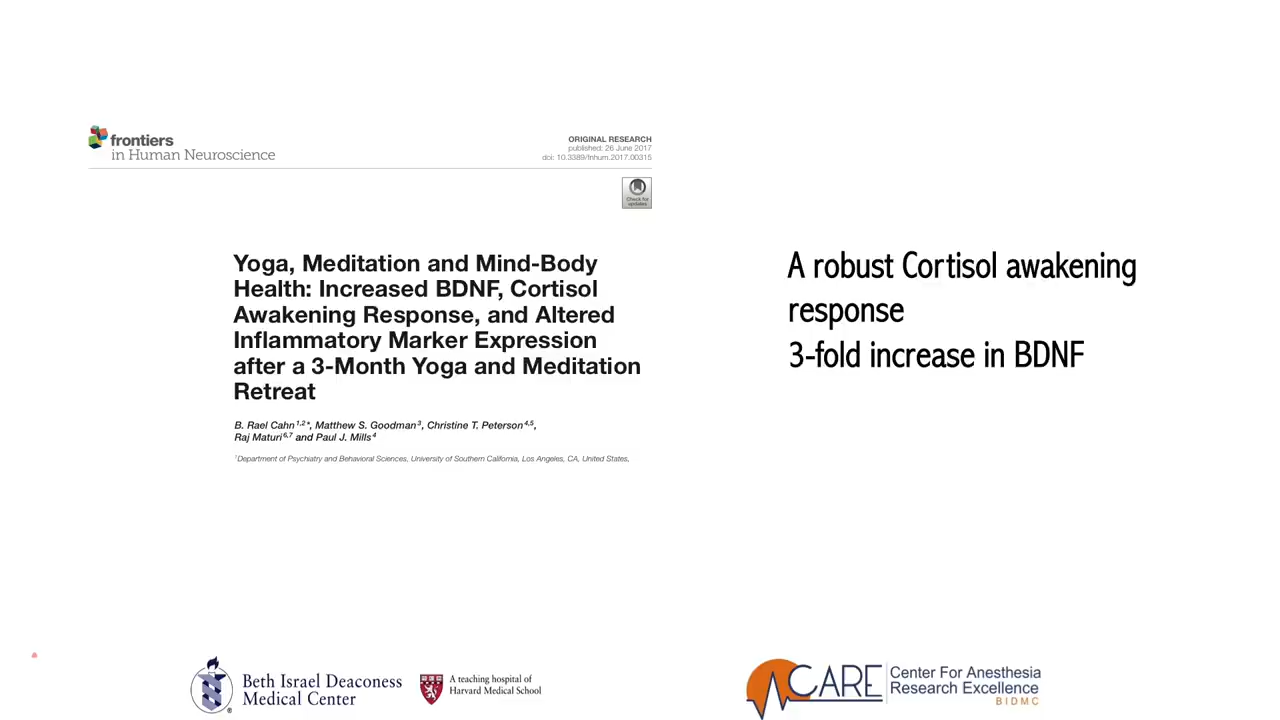 frontiers
in Human Neuroscience
ORIGINAL RESEARCH
published: 26 June 2017
doi: 10.3389/fnhum.2017.00315
Check for
updates
Yoga, Meditation and Mind-Body
Health: Increased BDNF, Cortisol
Awakening Response, and Altered
Inflammatory Marker Expression
after a 3-Month Yoga and Meditation
Retreat
B. Rael Cahn1,2*, Matthew S. Goodman3, Christine T. Peterson4,5,
Raj Maturi6,7 and Paul J. Mills4
1Department of Psychiatry and Behavioral Sciences, University of Southern California, Los Angeles, CA, United States,
A robust Cortisol awakening
response
3-fold increase in BDNF
Beth Israel Deaconess
Medical Center
®
A teaching hospital of
Harvard Medical School
CARE
Center For Anesthesia
Research Excellence
BIDMC